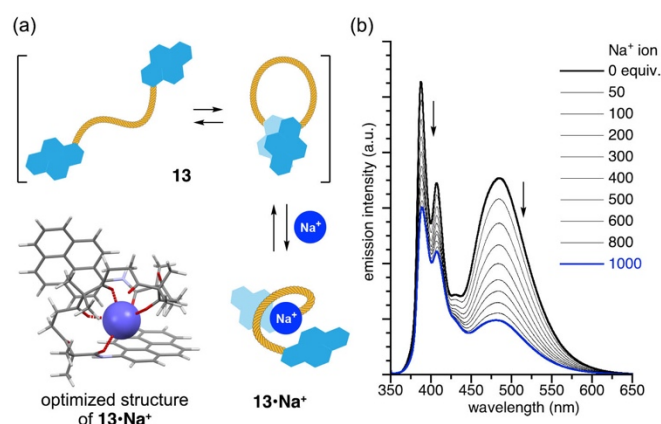 (a)
13
Na⁺
Na⁺
optimized structure
of 13•Na⁺
13•Na⁺
(b)
emission intensity (a.u.)
Na⁺ ion
0 equiv.
50
100
200
300
400
500
600
800
1000
350 400 450 500 550 600 650
wavelength (nm)